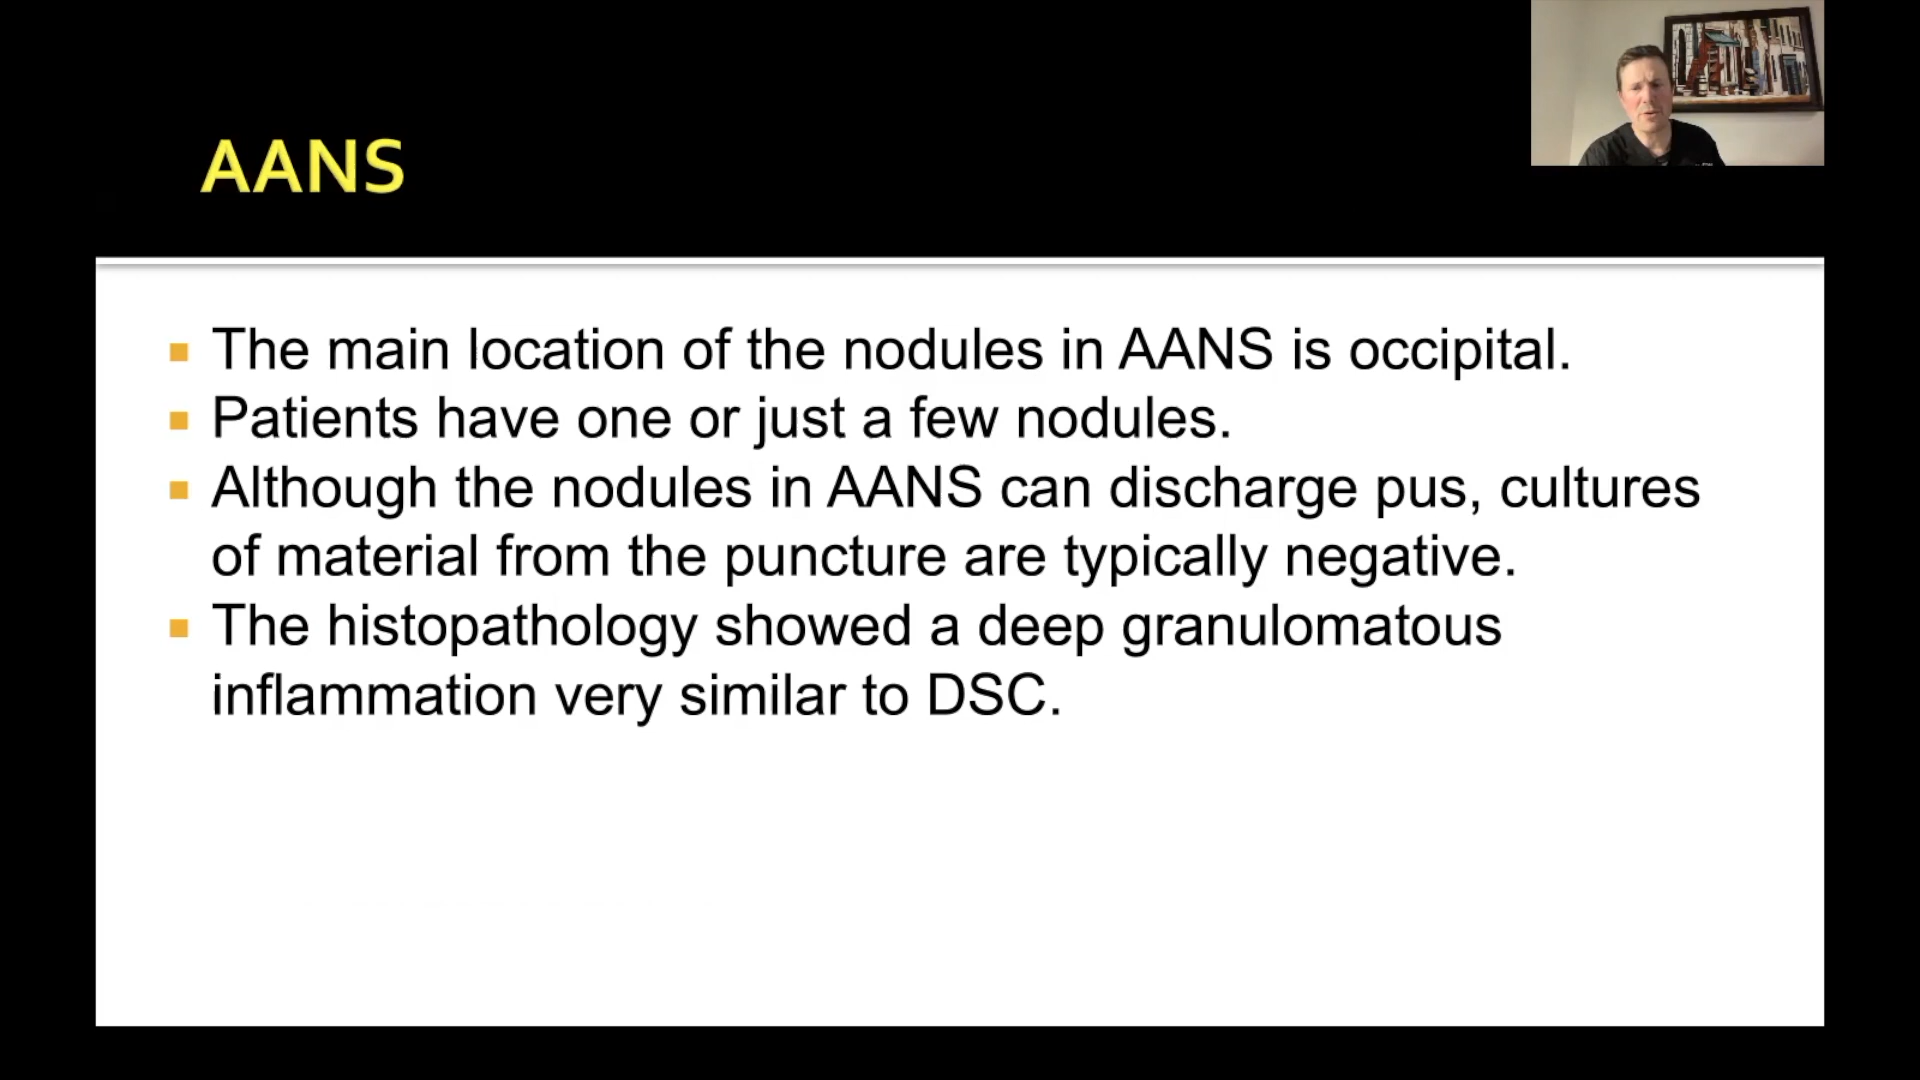 AANS
The main location of the nodules in AANS is occipital.
Patients have one or just a few nodules.
Although the nodules in AANS can discharge pus, cultures
of material from the puncture are typically negative.
The histopathology showed a deep granulomatous
inflammation very similar to DSC.